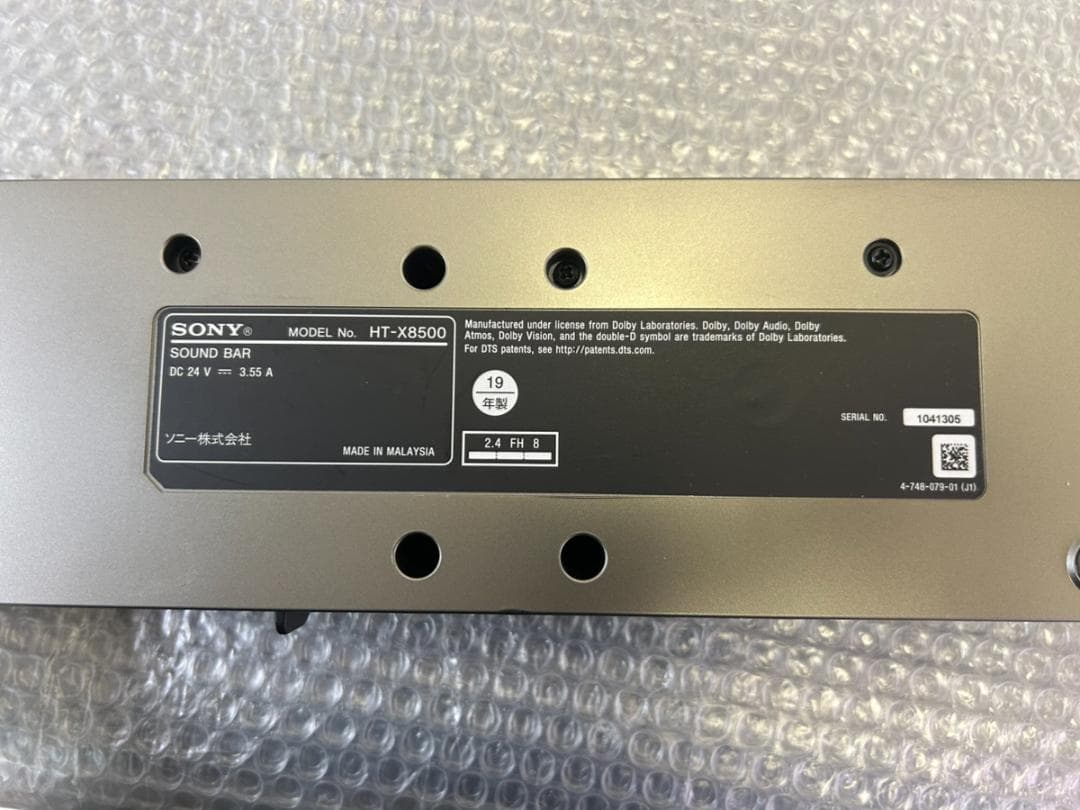 SONY® MODEL No. HT-X8500
SOUND BAR
DC 24 V ⎓ 3.55 A
ソニー株式会社
MADE IN MALAYSIA
Manufactured under license from Dolby Laboratories. Dolby, Dolby Audio, Dolby
Atmos, Dolby Vision, and the double-D symbol are trademarks of Dolby Laboratories.
For DTS patents, see http://patents.dts.com.
19
年製
2.4 FH 8
SERIAL NO. 1041305
4-748-079-01 (J1)